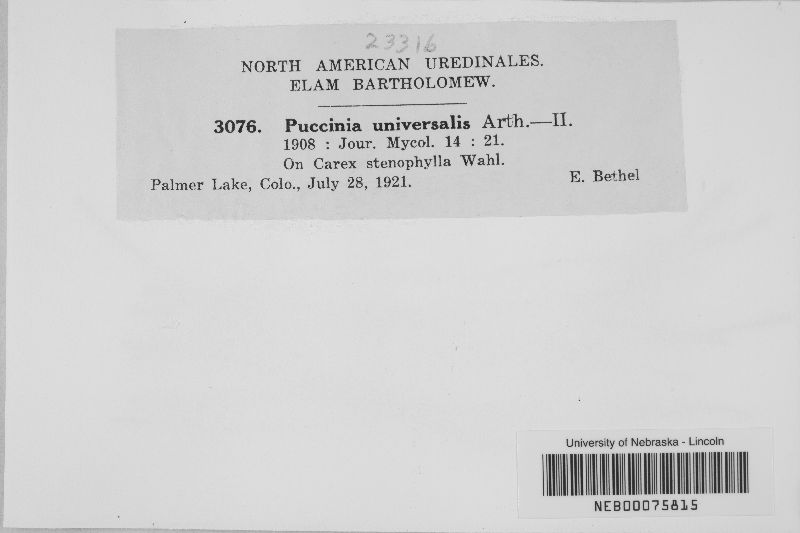 23316
NORTH AMERICAN UREDINALES.
ELAM BARTHOLOMEW.
3076. Puccinia universalis Arth.—II.
1908 : Jour. Mycol. 14 : 21.
On Carex stenophylla Wahl.
Palmer Lake, Colo., July 28, 1921. E. Bethel
University of Nebraska - Lincoln
NEB00075815